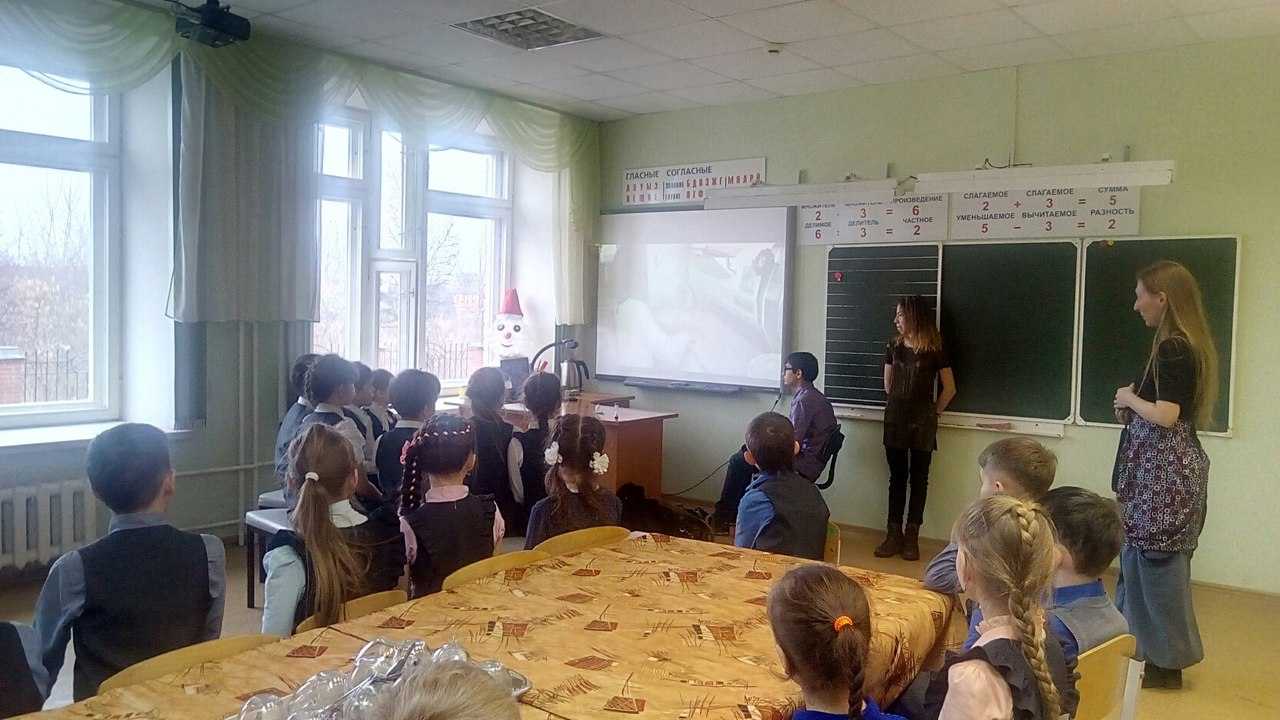 ГЛАСНЫЕ СОГЛАСНЫЕ
2 · 3 = 6
ПРОИЗВЕДЕНИЕ
ДЕЛИМОЕ ДЕЛИТЕЛЬ ЧАСТНОЕ
6 : 3 = 2
СЛАГАЕМОЕ СЛАГАЕМОЕ СУММА
2 + 3 = 5
УМЕНЬШАЕМОЕ ВЫЧИТАЕМОЕ РАЗНОСТЬ
5 - 3 = 2